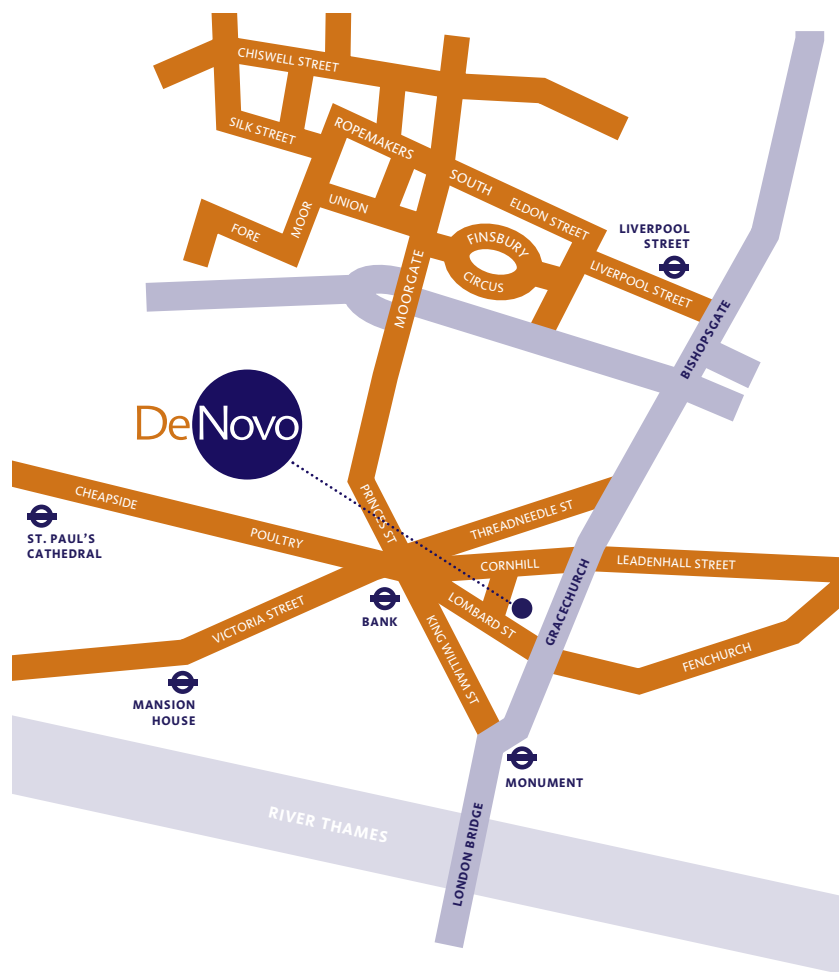 CHISWELL STREET
SILK STREET
ROPEMAKERS
SOUTH
ELDON STREET
UNION
MOOR
FORE
FINSBURY
CIRCUS
LIVERPOOL
STREET
LIVERPOOL STREET
MOORGATE
BISHOPSGATE
DeNovo
CHEAPSIDE
POULTRY
PRINCES ST
THREADNEEDLE ST
ST. PAUL'S
CATHEDRAL
CORNHILL
LEADENHALL STREET
BANK
LOMBARD ST
GRACECHURCH
VICTORIA STREET
KING WILLIAM ST
FENCHURCH
MANSION
HOUSE
MONUMENT
RIVER THAMES
LONDON BRIDGE